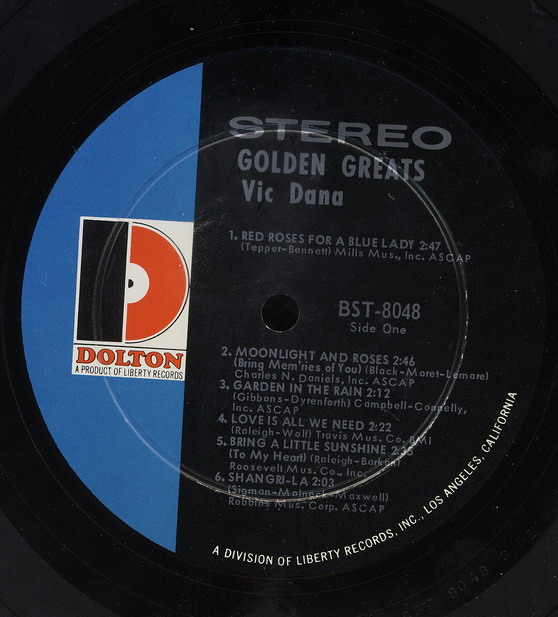 STEREO
GOLDEN GREATS
Vic Dana
1. RED ROSES FOR A BLUE LADY 2:47
(Tepper-Bennett) Mills Mus., Inc. ASCAP
BST-8048
Side One
2. MOONLIGHT AND ROSES 2:46
(Bring Mem'ries of You) (Black-Moret-Lemare)
Charles N. Daniels, Inc. ASCAP
3. GARDEN IN THE RAIN 2:12
(Gibbons-Dyrenforth) Campbell-Connelly,
Inc. ASCAP
4. LOVE IS ALL WE NEED 2:22
(Raleigh-Wolf) Travis Mus. Co. BMI
5. BRING A LITTLE SUNSHINE 2:35
(To My Heart) (Raleigh-Barkan)
Roosevelt Mus. Co., Inc.
6. SHANGRI-LA 2:03
(Sigman-Malneck-Maxwell)
Robbins Mus. Corp. ASCAP
DOLTON
A PRODUCT OF LIBERTY RECORDS
A DIVISION OF LIBERTY RECORDS, INC., LOS ANGELES, CALIFORNIA